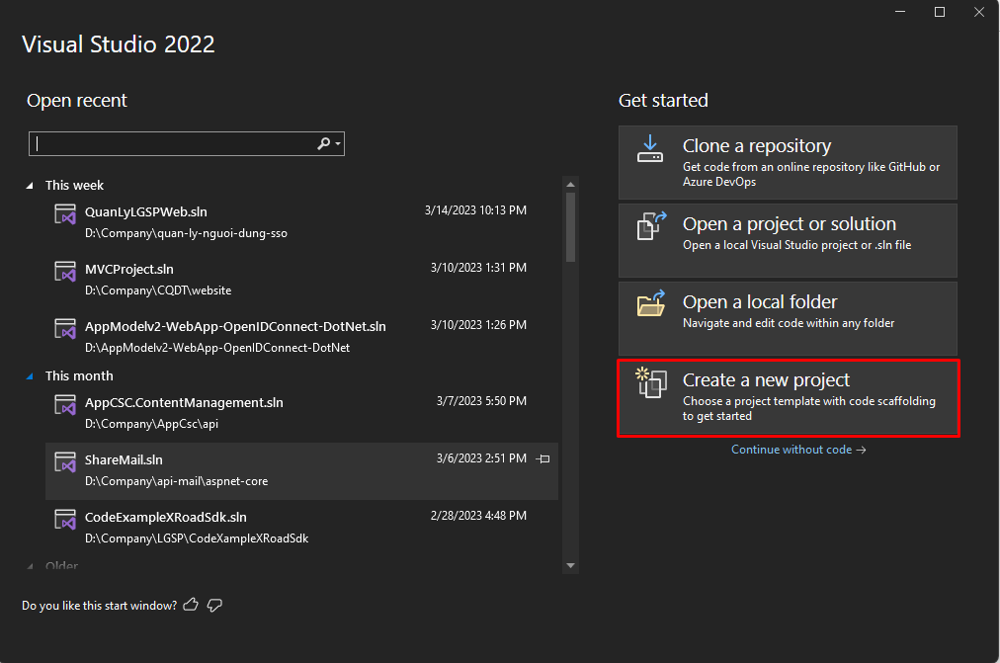 Visual Studio 2022
Open recent
This week
QuanLyLGSPWeb.sln 3/14/2023 10:13 PM
D:\Company\quan-ly-nguoi-dung-sso
MVCProject.sln 3/10/2023 1:31 PM
D:\Company\CQDT\website
AppModelv2-WebApp-OpenIDConnect-DotNet.sln 3/10/2023 1:26 PM
D:\AppModelv2-WebApp-OpenIDConnect-DotNet
This month
AppCSC.ContentManagement.sln 3/7/2023 5:50 PM
D:\Company\AppCsc\api
ShareMail.sln 3/6/2023 2:51 PM
D:\Company\api-mail\aspnet-core
CodeExampleXRoadSdk.sln 2/28/2023 4:48 PM
D:\Company\LGSP\CodeXampleXRoadSdk
Older
Get started
Clone a repository
Get code from an online repository like GitHub or
Azure DevOps
Open a project or solution
Open a local Visual Studio project or .sln file
Open a local folder
Navigate and edit code within any folder
Create a new project
Choose a project template with code scaffolding
to get started
Continue without code →
Do you like this start window?